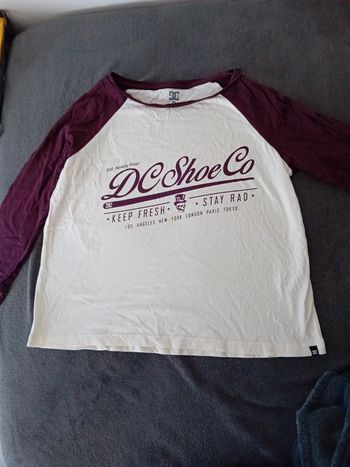 Est. Ninety Four
DC Shoe Co
• KEEP FRESH • STAY RAD •
LOS ANGELES NEW YORK LONDON PARIS TOKYO